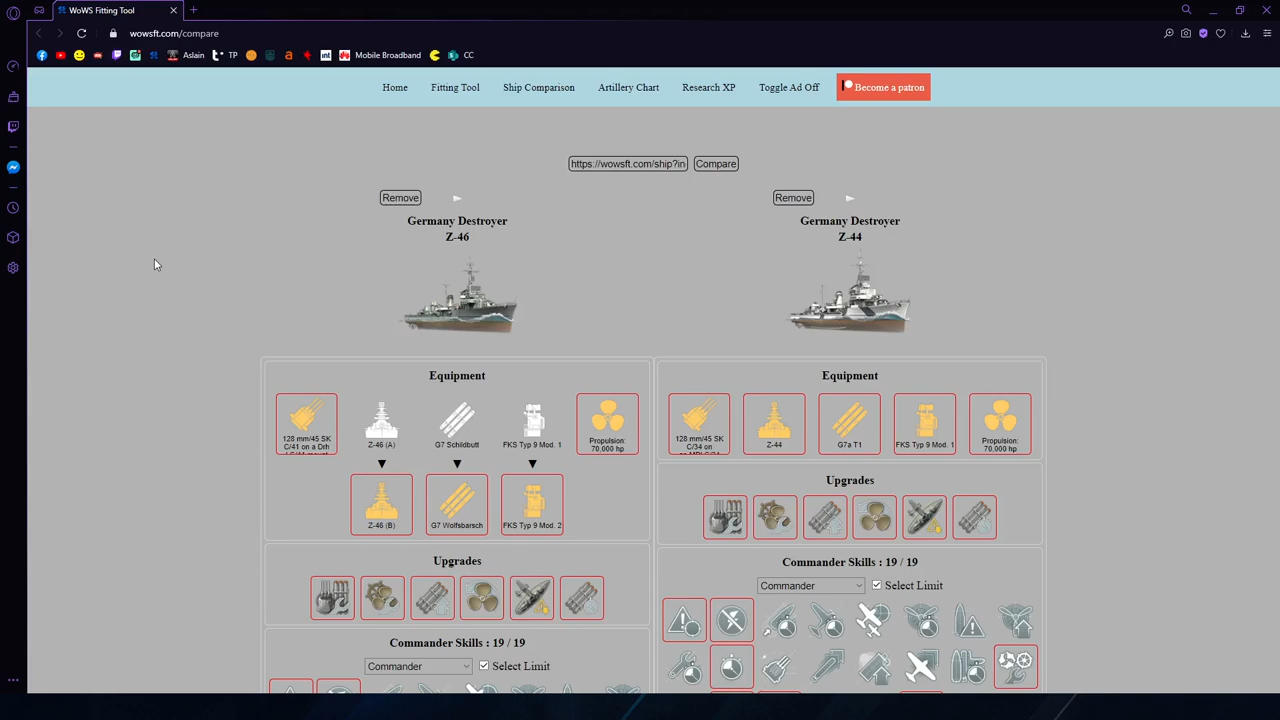 WoWS Fitting Tool
wowsft.com/compare
Aslain
TP
int
Mobile Broadband
CC
Home
Fitting Tool
Ship Comparison
Artillery Chart
Research XP
Toggle Ad Off
Become a patron
https://wowsft.com/ship?in
Compare
Remove
Remove
Germany Destroyer
Z-46
Germany Destroyer
Z-44
Equipment
128 mm/45 SK
C/41 on a Drh
Z-46 (A)
G7 Schildbutt
FKS Typ 9 Mod. 1
Propulsion:
70,000 hp
Z-46 (B)
G7 Wolfsbarsch
FKS Typ 9 Mod. 2
Upgrades
Commander Skills : 19 / 19
Commander
Select Limit
Equipment
128 mm/45 SK
C/34 on
Z-44
G7a T1
FKS Typ 9 Mod. 1
Propulsion:
70,000 hp
Upgrades
Commander Skills : 19 / 19
Commander
Select Limit